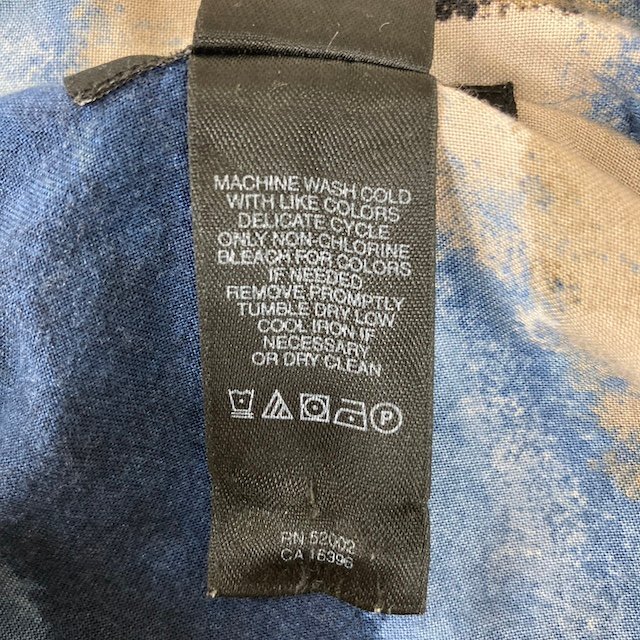 MACHINE WASH COLD
WITH LIKE COLORS
DELICATE CYCLE
ONLY NON-CHLORINE
BLEACH FOR COLORS
IF NEEDED
REMOVE PROMPTLY
TUMBLE DRY LOW
COOL IRON IF
NECESSARY
OR DRY CLEAN
P
RN 52002
CA 16396